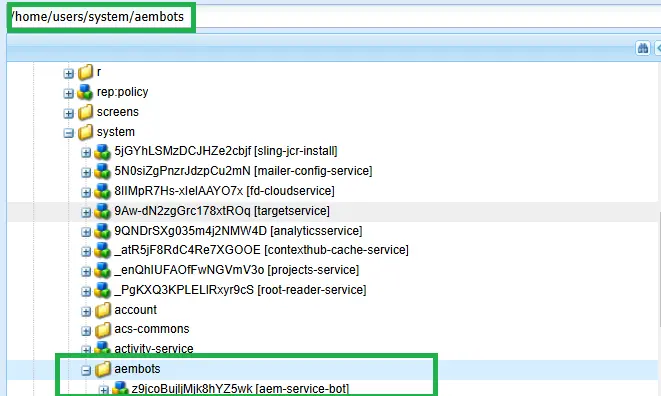 /home/users/system/aembots
r
rep:policy
screens
system
5jGYhLSMzDCJHZe2cbjf [sling-jcr-install]
5N0siZgPnzrJdzpCu2mN [mailer-config-service]
8IIMpR7Hs-xIeIAAYO7x [fd-cloudservice]
9Aw-dN2zgGrc178xtROq [targetservice]
9QNDrSXg035m4j2NMW4D [analyticsservice]
_atR5jF8RdC4Re7XGOOE [contexthub-cache-service]
_enQhIUFAOfFwNGVmV3o [projects-service]
_PgKXQ3KPLELIRxyr9cS [root-reader-service]
account
acs-commons
activity-service
aembots
z9jcoBujIjMjk8hYZ5wk [aem-service-bot]